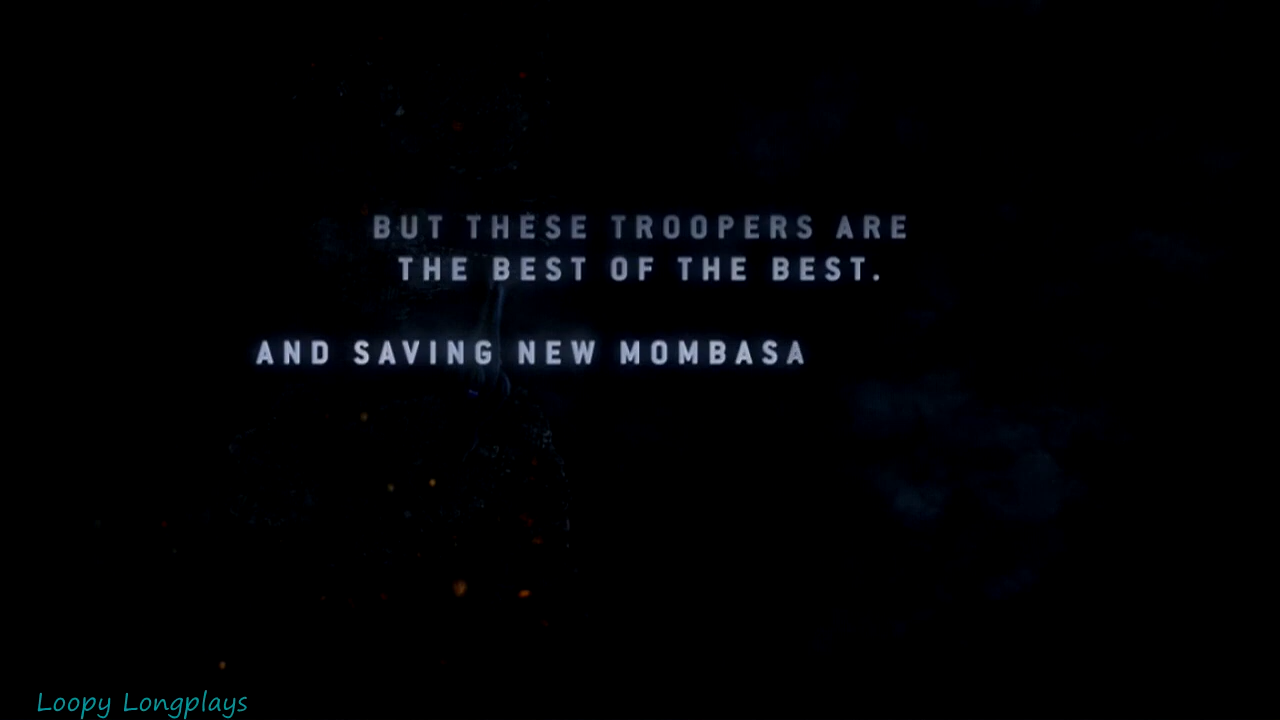 BUT THESE TROOPERS ARE
THE BEST OF THE BEST.
AND SAVING NEW MOMBASA
Loopy Longplays